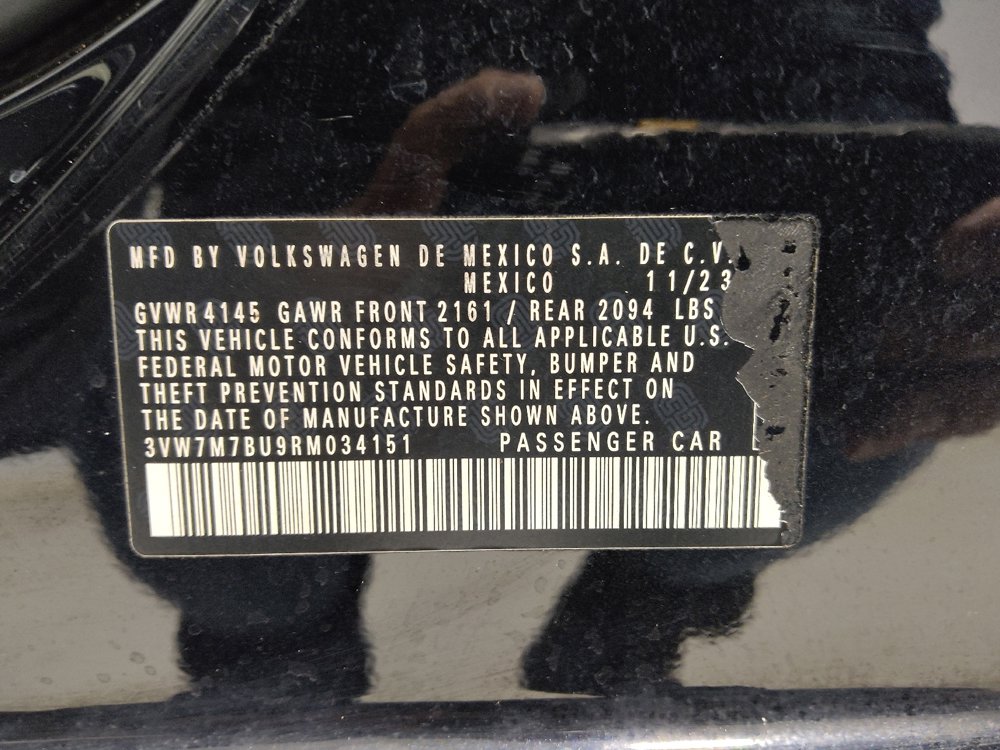 MFD BY VOLKSWAGEN DE MEXICO S.A. DE C.V.
MEXICO 11/23
GVWR 4145 GAWR FRONT 2161 / REAR 2094 LBS
THIS VEHICLE CONFORMS TO ALL APPLICABLE U.S.
FEDERAL MOTOR VEHICLE SAFETY, BUMPER AND
THEFT PREVENTION STANDARDS IN EFFECT ON
THE DATE OF MANUFACTURE SHOWN ABOVE.
3VW7M7BU9RM034151 PASSENGER CAR